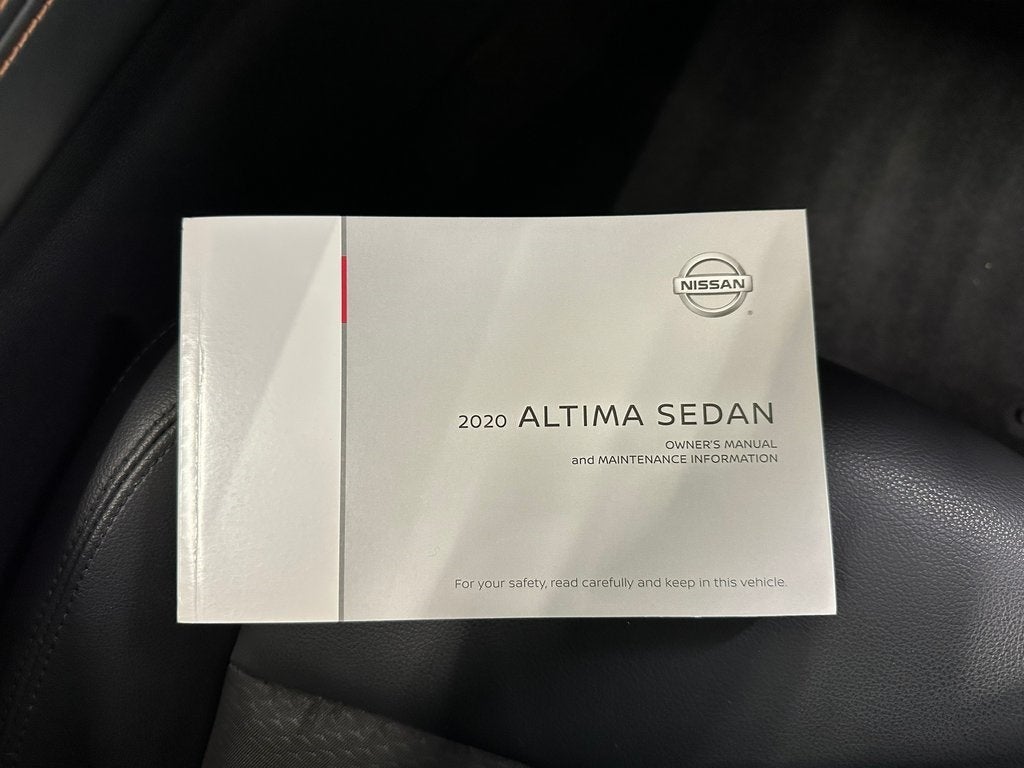 NISSAN
2020 ALTIMA SEDAN
OWNER'S MANUAL
and MAINTENANCE INFORMATION
For your safety, read carefully and keep in this vehicle.